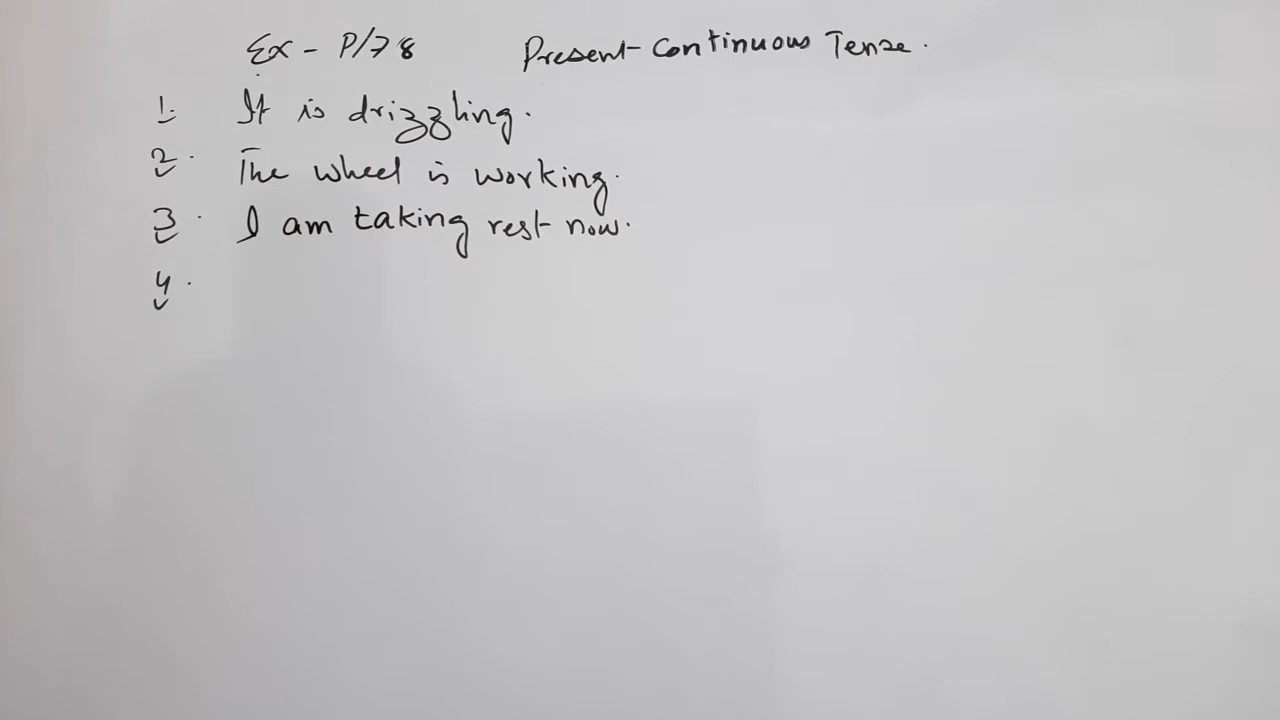 Ex - P/78 Present Continuous Tense.
1. It is drizzling.
2. The wheel is working.
3. I am taking rest now.
4.